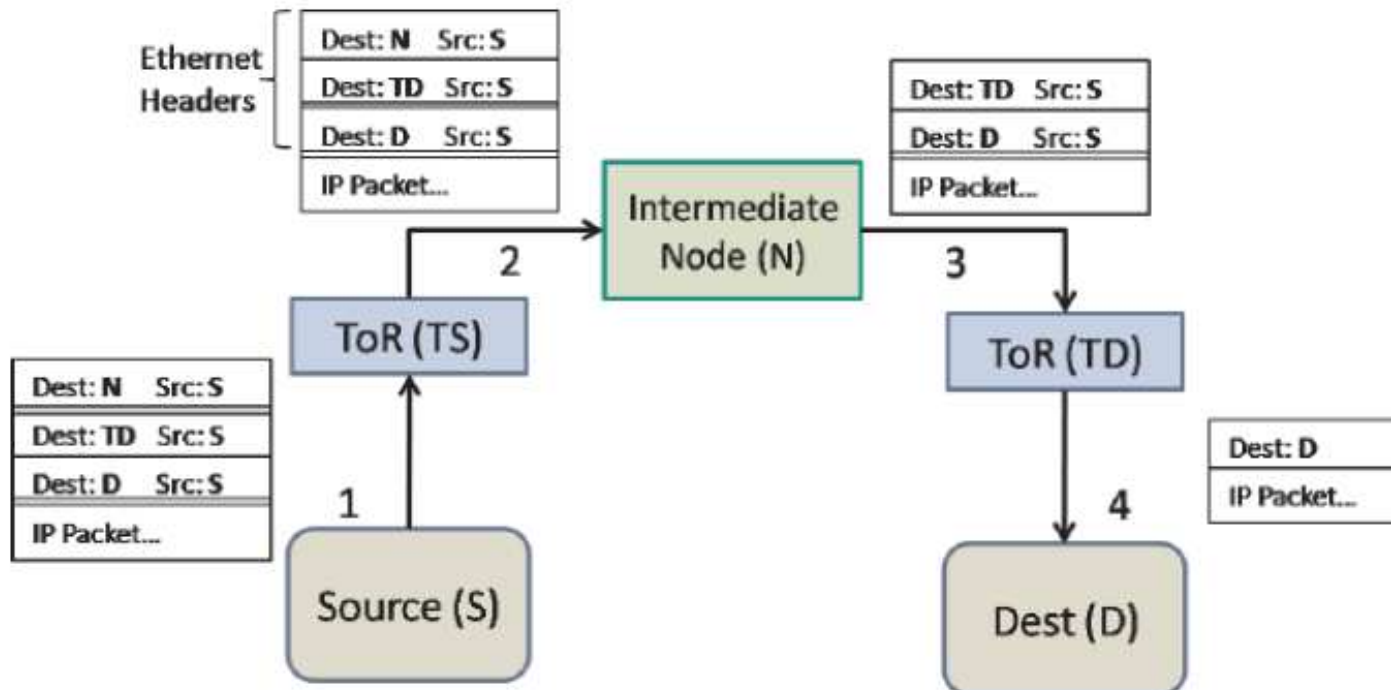 Ethernet
Headers
Dest: N Src: S
Dest: TD Src: S
Dest: D Src: S
IP Packet...
Dest: TD Src: S
Dest: D Src: S
IP Packet...
Intermediate
Node (N)
2
3
ToR (TS)
ToR (TD)
Dest: N Src: S
Dest: TD Src: S
Dest: D Src: S
IP Packet...
Dest: D
IP Packet...
1
4
Source (S)
Dest (D)